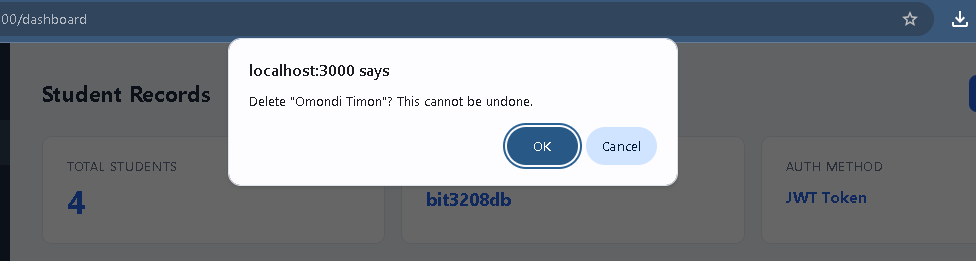 00/dashboard
localhost:3000 says
Delete "Omondi Timon"? This cannot be undone.
OK
Cancel
Student Records
TOTAL STUDENTS
4
bit3208db
AUTH METHOD
JWT Token